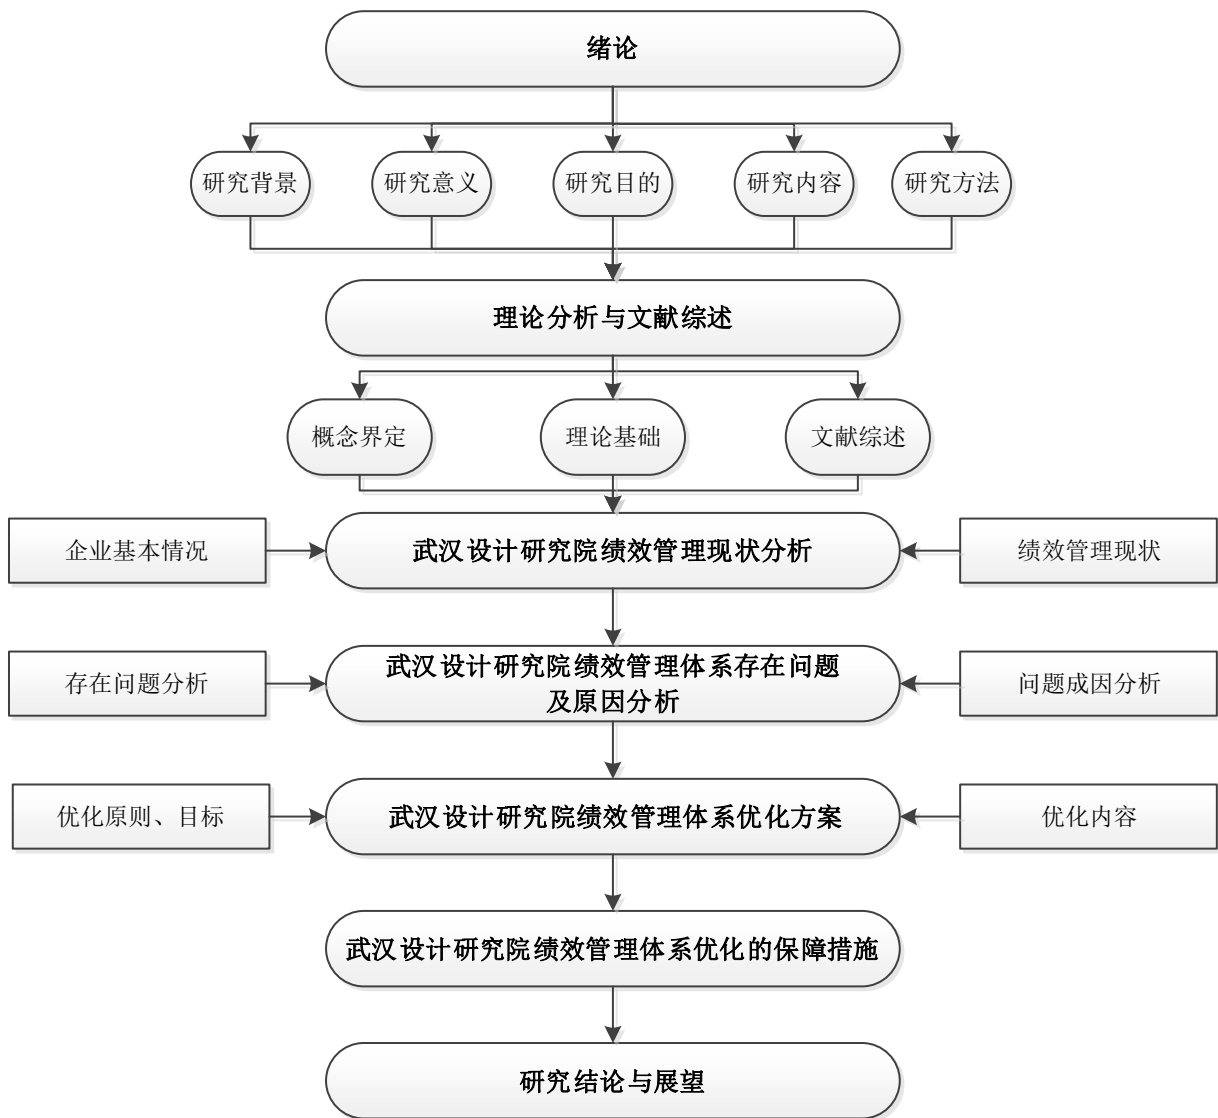 绪论
研究背景
研究意义
研究目的
研究内容
研究方法
理论分析与文献综述
概念界定
理论基础
文献综述
企业基本情况
武汉设计研究院绩效管理现状分析
绩效管理现状
存在问题分析
武汉设计研究院绩效管理体系存在问题
及原因分析
问题成因分析
优化原则、目标
武汉设计研究院绩效管理体系优化方案
优化内容
武汉设计研究院绩效管理体系优化的保障措施
研究结论与展望